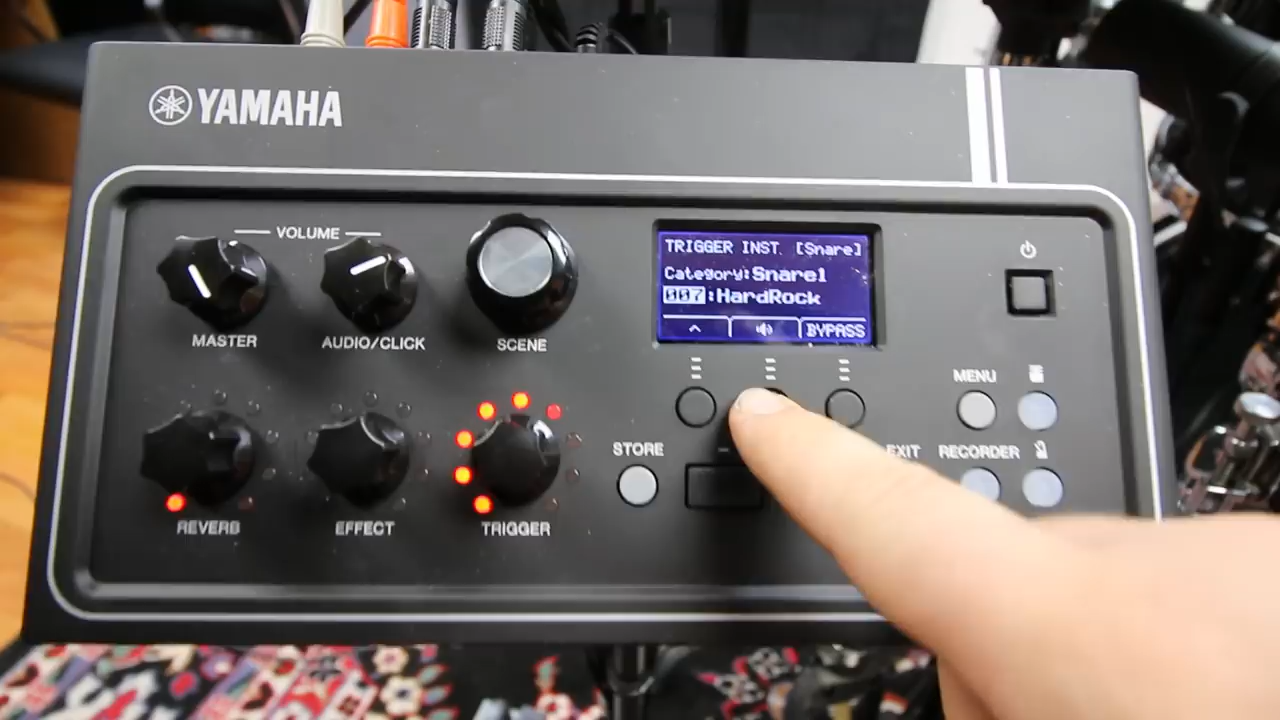 YAMAHA
VOLUME
MASTER
AUDIO/CLICK
SCENE
TRIGGER INST. [Snare]
Category:Snare1
007:HardRock
BYPASS
MENU
STORE
EXIT
RECORDER
REVERB
EFFECT
TRIGGER